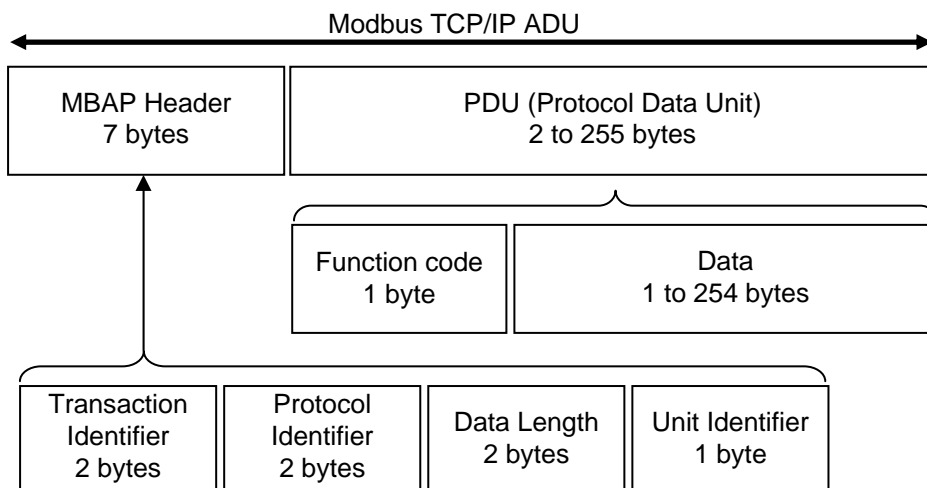 Modbus TCP/IP ADU
MBAP Header
7 bytes
PDU (Protocol Data Unit)
2 to 255 bytes
Function code
1 byte
Data
1 to 254 bytes
Transaction
Identifier
2 bytes
Protocol
Identifier
2 bytes
Data Length
2 bytes
Unit Identifier
1 byte